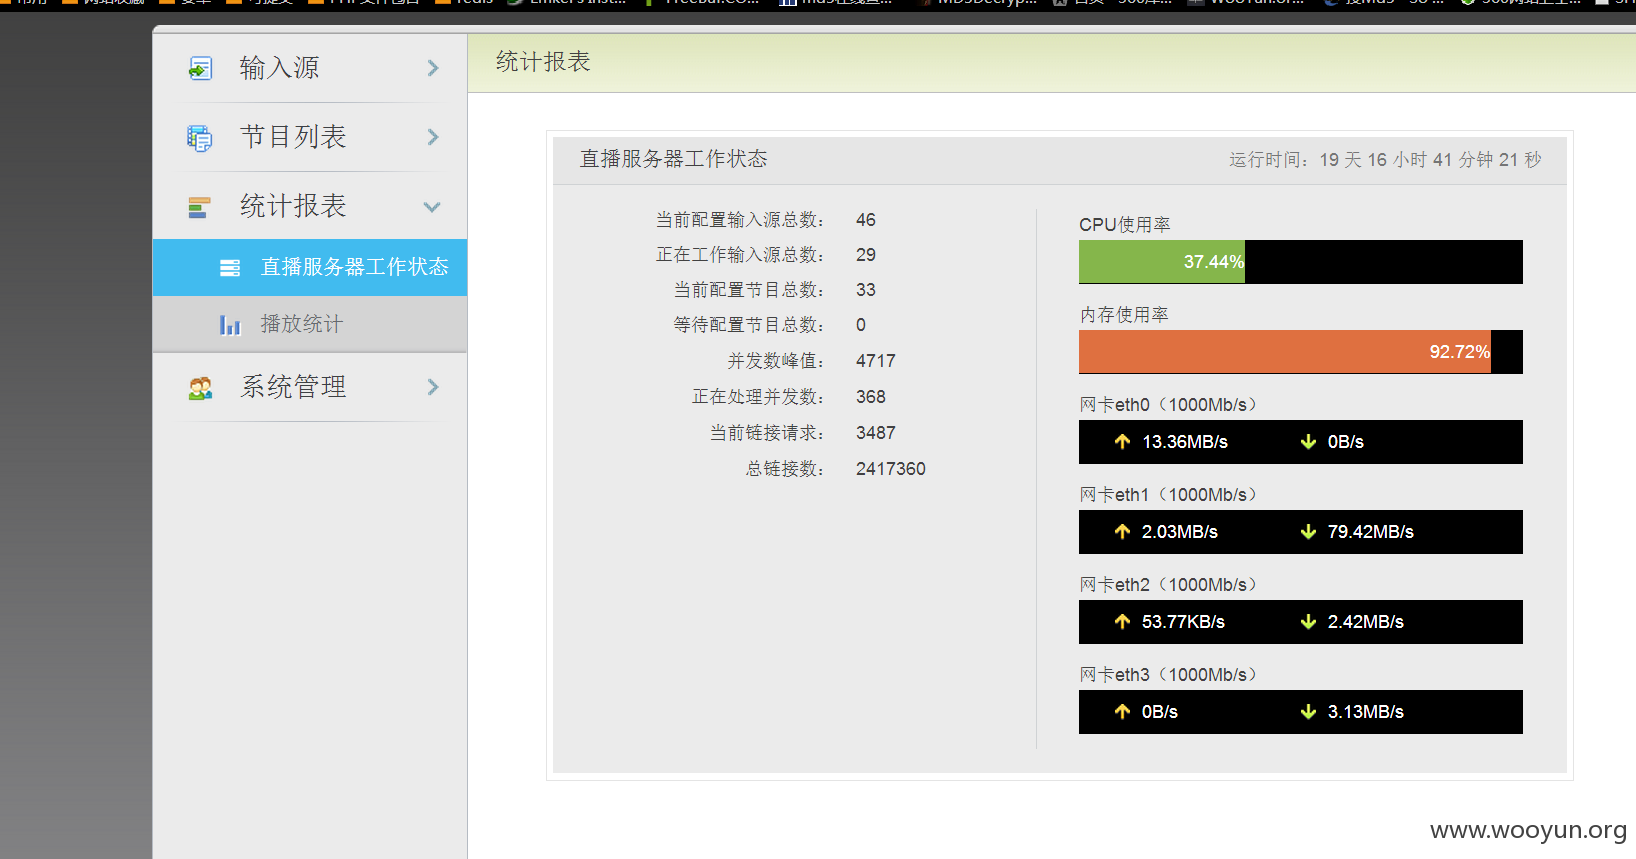 输入源
节目列表
统计报表
直播服务器工作状态
播放统计
系统管理
统计报表
直播服务器工作状态
运行时间：19 天 16 小时 41 分钟 21 秒
当前配置输入源总数： 46
正在工作输入源总数： 29
当前配置节目总数： 33
等待配置节目总数： 0
并发数峰值： 4717
正在处理并发数： 368
当前链接请求： 3487
总链接数： 2417360
CPU使用率
37.44%
内存使用率
92.72%
网卡eth0（1000Mb/s）
13.36MB/s 0B/s
网卡eth1（1000Mb/s）
2.03MB/s 79.42MB/s
网卡eth2（1000Mb/s）
53.77KB/s 2.42MB/s
网卡eth3（1000Mb/s）
0B/s 3.13MB/s
www.wooyun.org